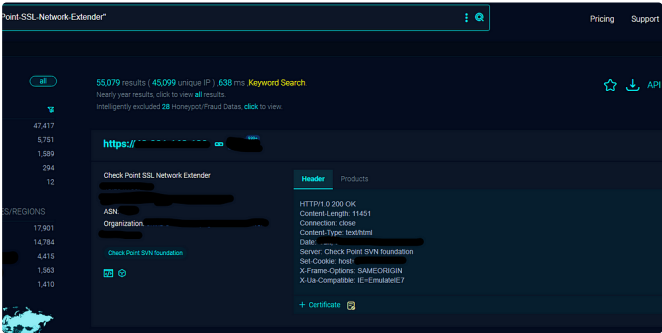 Point-SSL-Network-Extender"
Pricing Support
all
55,079 results ( 45,099 unique IP ) ,638 ms ,Keyword Search.
Nearly year results, click to view all results.
API
Intelligently excluded 28 Honeypot/Fraud Datas, click to view.
47,417
5,751
1,589
294
12
ES/REGIONS
17,901
14,784
4,415
1,563
1,410
https://
Check Point SSL Network Extender
ASN:
Organization:
Check Point SVN foundation
Header Products
HTTP/1.0 200 OK
Content-Length: 11451
Connection: close
Content-Type: text/html
Date:
Server: Check Point SVN foundation
Set-Cookie: host=
X-Frame-Options: SAMEORIGIN
X-Ua-Compatible: IE=EmulateIE7
+ Certificate